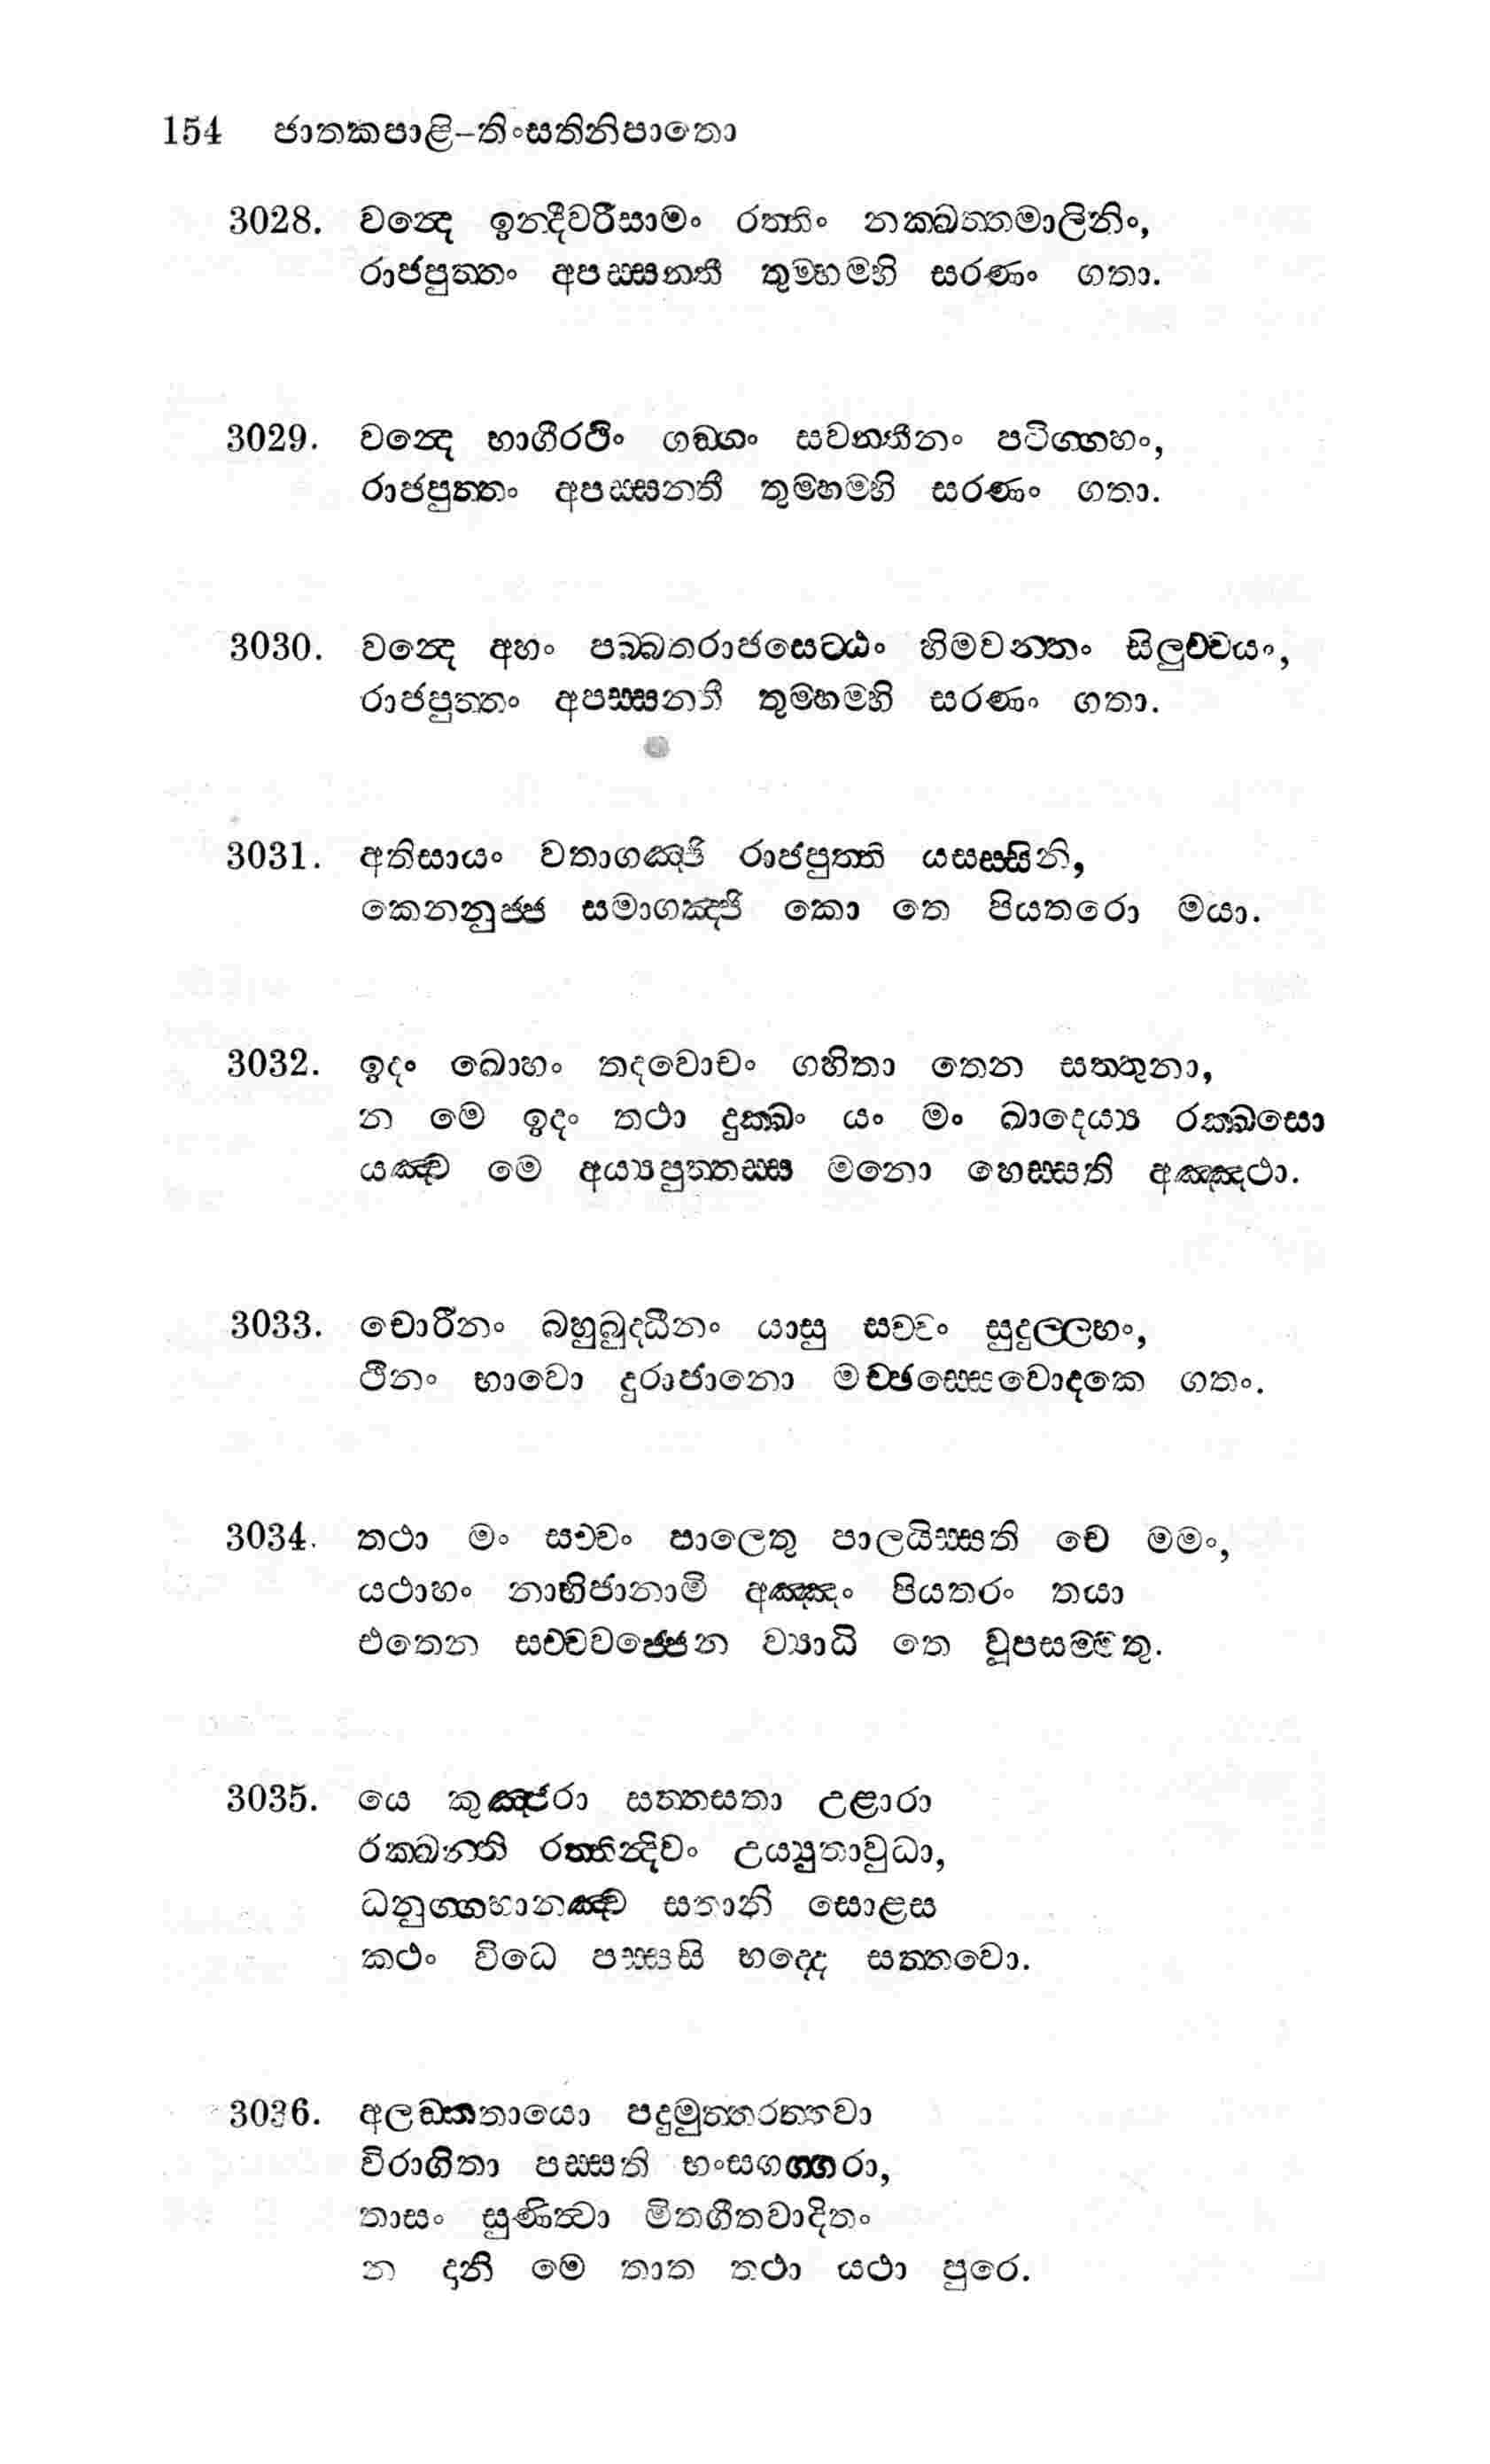 154 ජාතකපාළි–තිංසතිනිපාතො
3028. වන්‍දෙ ඉන්‍දීවරීසාමං රත්‍තිං නක්‍ඛත්‍තමාලිනිං,
රාජපුත්‍තං අපස්‍සන්‍තී තුම්‍හම්‍හි සරණං ගතා.
3029. වන්‍දෙ භාගීරථිං ගඞ්‍ගං සවන්‍තීනං පටිග්‍ගහං,
රාජපුත්‍තං අපස්‍සන්‍තී තුම්‍හම්‍හි සරණං ගතා.
3030. වන්‍දෙ අහං පබ්‍බතරාජසෙට්‍ඨං හිමවන්‍තං සිලුච්‍චයං,
රාජපුත්‍තං අපස්‍සන්‍තී තුම්‍හම්‍හි සරණං ගතා.
3031. අතිසායං වතාගඤ්‍ඡි රාජපුත්‍ති යසස්‍සිනි,
කෙනනුජ්‍ජ සමාගඤ්‍ඡි කො තෙ පියතරො මයා.
3032. ඉදං ඛොහං තදවොචං ගහිතා තෙන සත්‍තුනා,
න මෙ ඉදං තථා දුක්‍ඛං යං මං ඛාදෙය්‍ය රක්‍ඛසො
යඤ්‍ච මෙ අය්‍යපුත්‍තස්‍ස මනො හෙස්‍සති අඤ්‍ඤථා.
3033. චොරීනං බහුබුද්‍ධීනං යාසු සච්‍චං සුදුල්‍ලභං,
ථීනං භාවො දුරාජානො මච්‍ඡස්‍සෙවොදකෙ ගතං.
3034. තථා මං සච්‍චං පාලෙතු පාලයිස්‍සති චෙ මමං,
යථාහං නාභිජානාමි අඤ්‍ඤං පියතරං තයා
එතෙන සච්‍චවජ්‍ජෙන ව්‍යාධි තෙ වූපසම්‍මතු.
3035. යෙ කුඤ්‍ජරා සත්‍තසතා උළාරා
රක්‍ඛන්‍ති රත්‍තින්‍දිවං උය්‍යුතාවුධා,
ධනුග්‍ගහානඤ්‍ච සතානි සොළස
කථං විධෙ පස්‍සසි භද්‍දෙ සත්‍තවො.
3036. අලඞ්‍කතායො පදුමුත්‍තරත්‍තචා
විරාගිතා පස්‍සති හංසගග්‍ගරා,
තාසං සුණිත්‍වා මිතගීතවාදිතං
න දානි මෙ තාත තථා යථා පුරෙ.